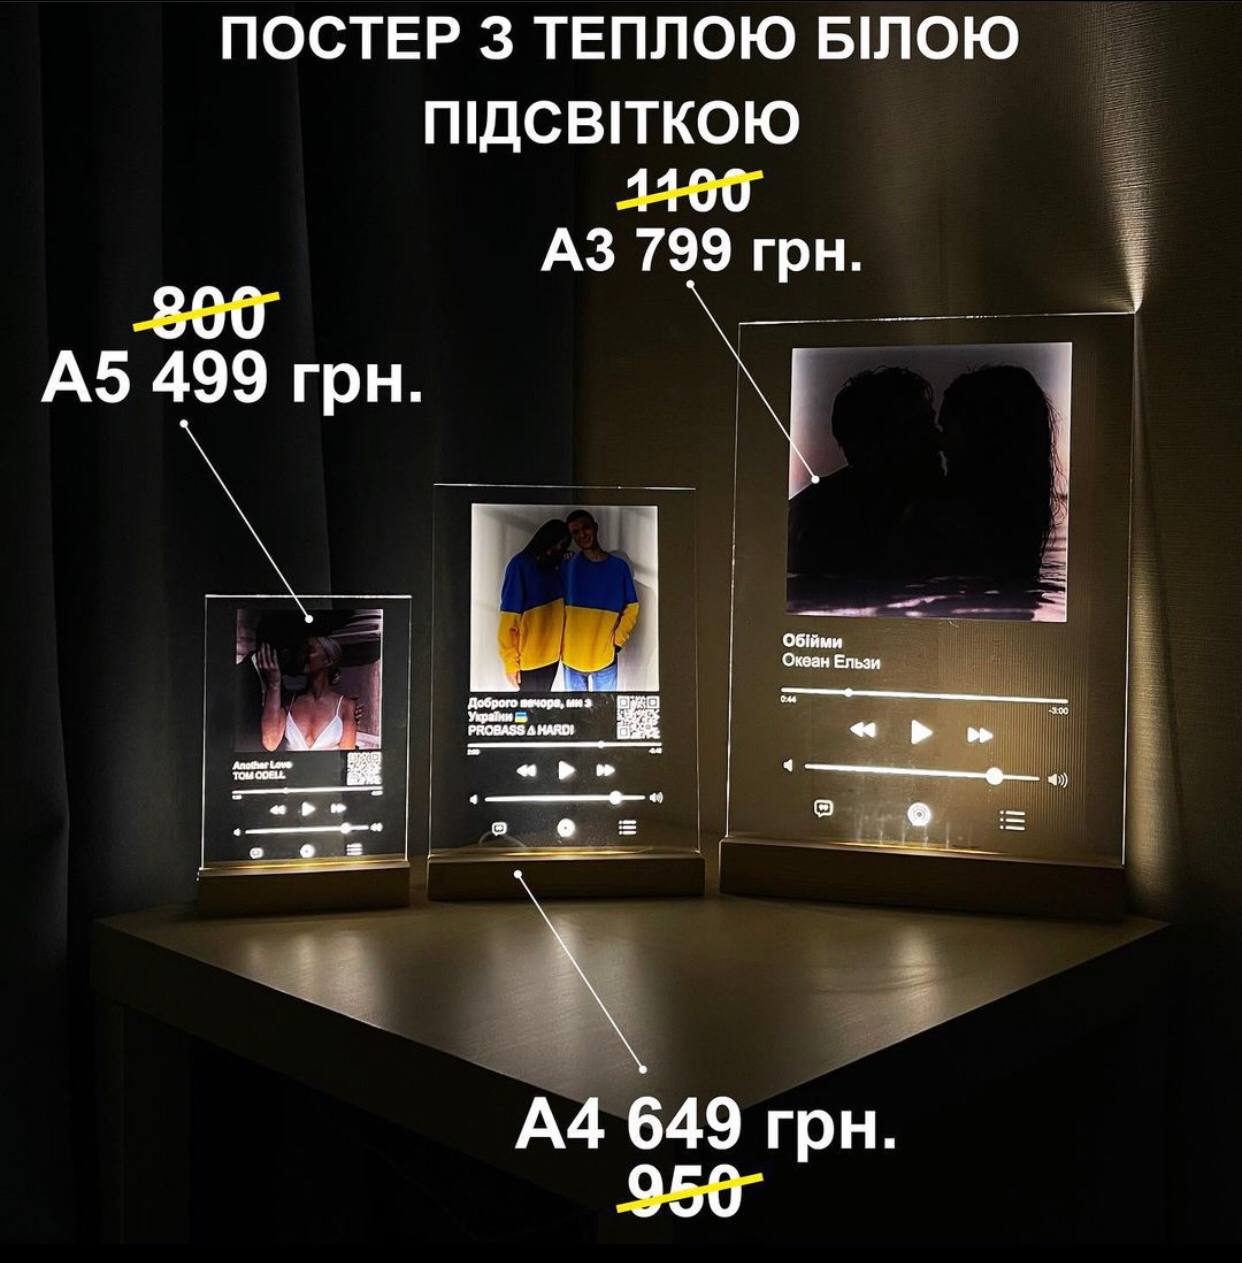 ПОСТЕР З ТЕПЛОЮ БІЛОЮ
ПІДСВІТКОЮ
1100
А3 799 грн.
800
А5 499 грн.
Обійми
Океан Ельзи
0:44
-3:00
Доброго вечора, ми з
України 🇺🇦
PROBASS ∆ HARDI
Another Love
TOM ODELL
А4 649 грн.
950